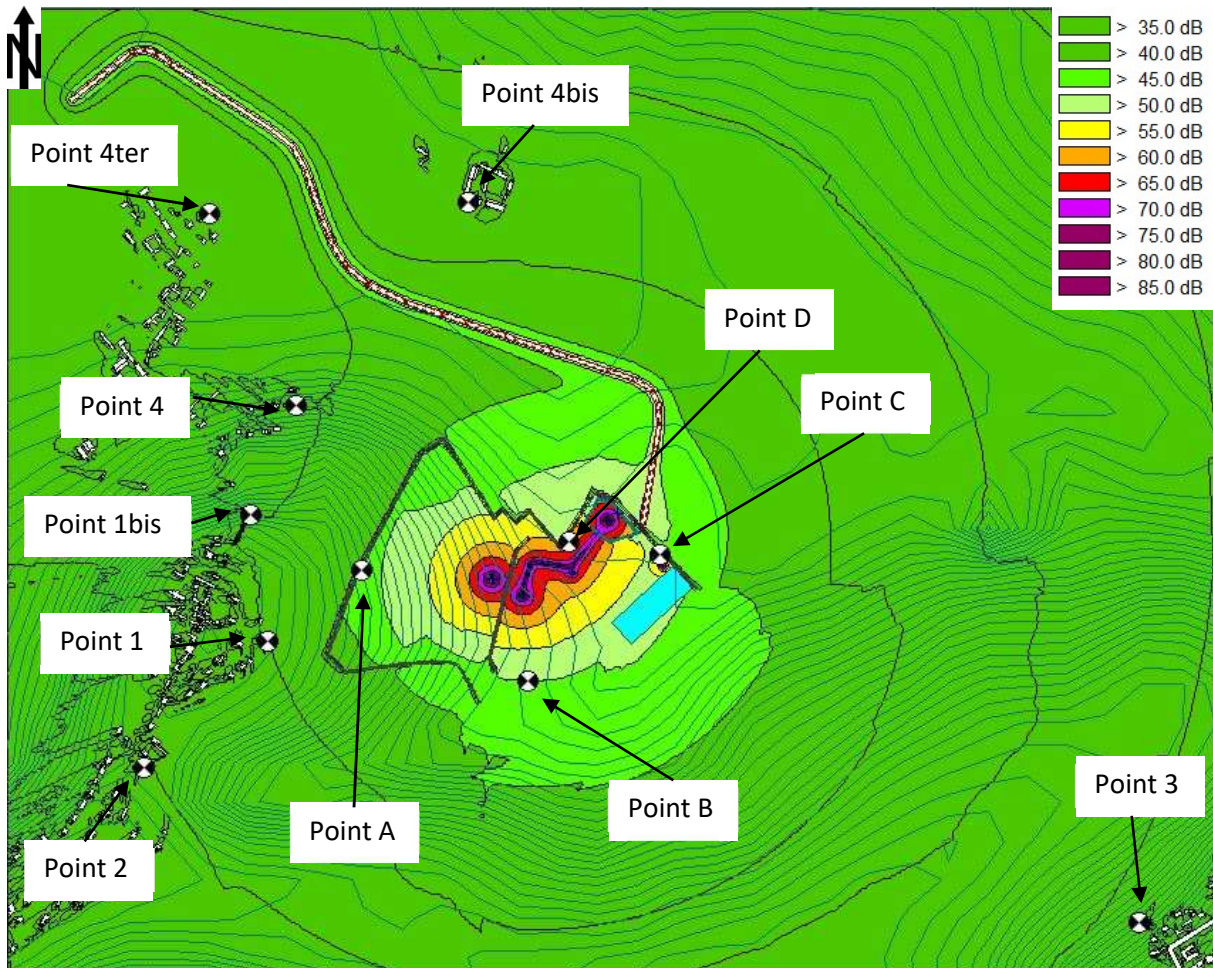 N
> 35.0 dB
> 40.0 dB
> 45.0 dB
> 50.0 dB
> 55.0 dB
> 60.0 dB
> 65.0 dB
> 70.0 dB
> 75.0 dB
> 80.0 dB
> 85.0 dB
Point 4bis
Point 4ter
Point D
Point C
Point 4
Point 1bis
Point 1
Point 3
Point B
Point A
Point 2